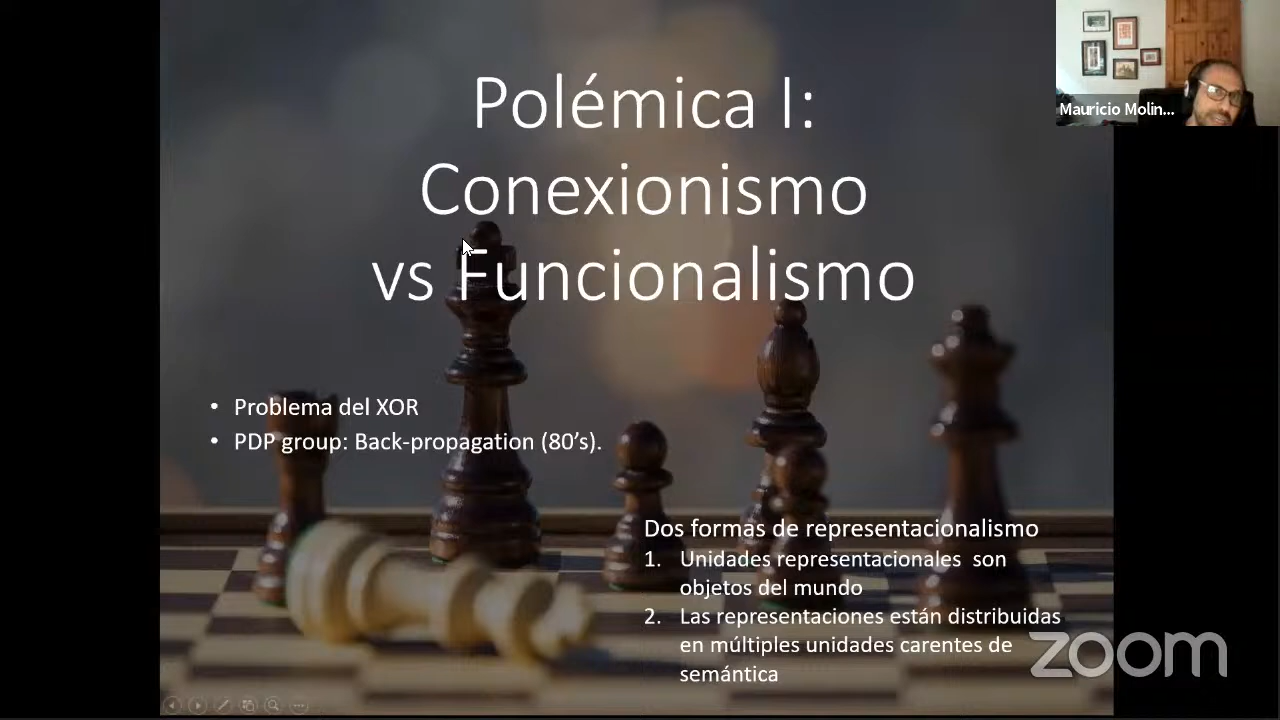 Polémica I:
Conexionismo
vs Funcionalismo
Mauricio Molin...
• Problema del XOR
• PDP group: Back-propagation (80’s).
Dos formas de representacionalismo
1. Unidades representacionales son
objetos del mundo
2. Las representaciones están distribuidas
en múltiples unidades carentes de
semántica
zoom